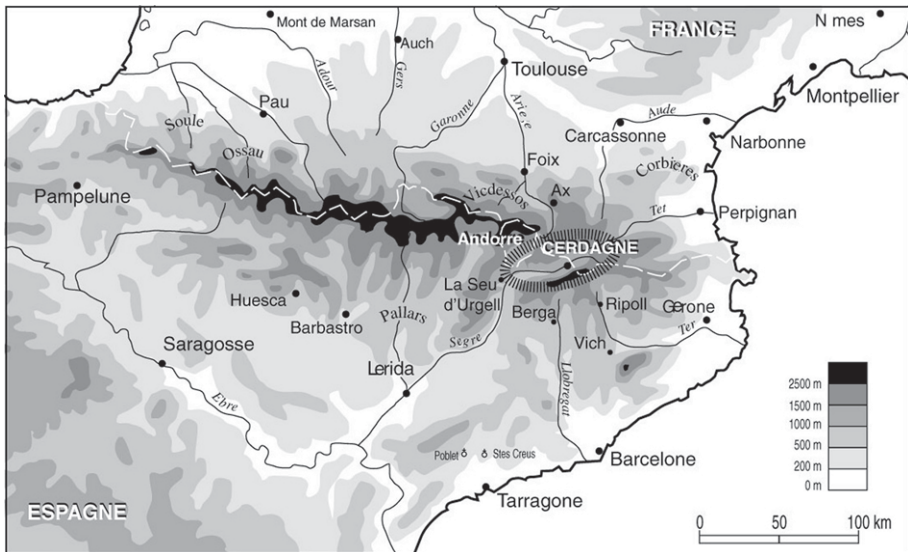 Mont de Marsan
FRANCE
N mes
Auch
Adour
Gers
Toulouse
Montpellier
Pau
Garonne
Ariege
Aude
Carcassonne
Narbonne
Soule
Ossau
Foix
Corbières
Vicdessos
Ax
Pampelune
Tet
Perpignan
Andorre
CERDAGNE
La Seu
d'Urgell
Huesca
Ripoll
Gerone
Berga
Barbastro
Pallars
Ter
Segre
Vich
Saragosse
Lerida
Llobregat
Ebre
2500 m
1500 m
1000 m
500 m
200 m
0 m
Poblet
Stes Creus
Barcelone
Tarragone
ESPAGNE
0
50
100 km